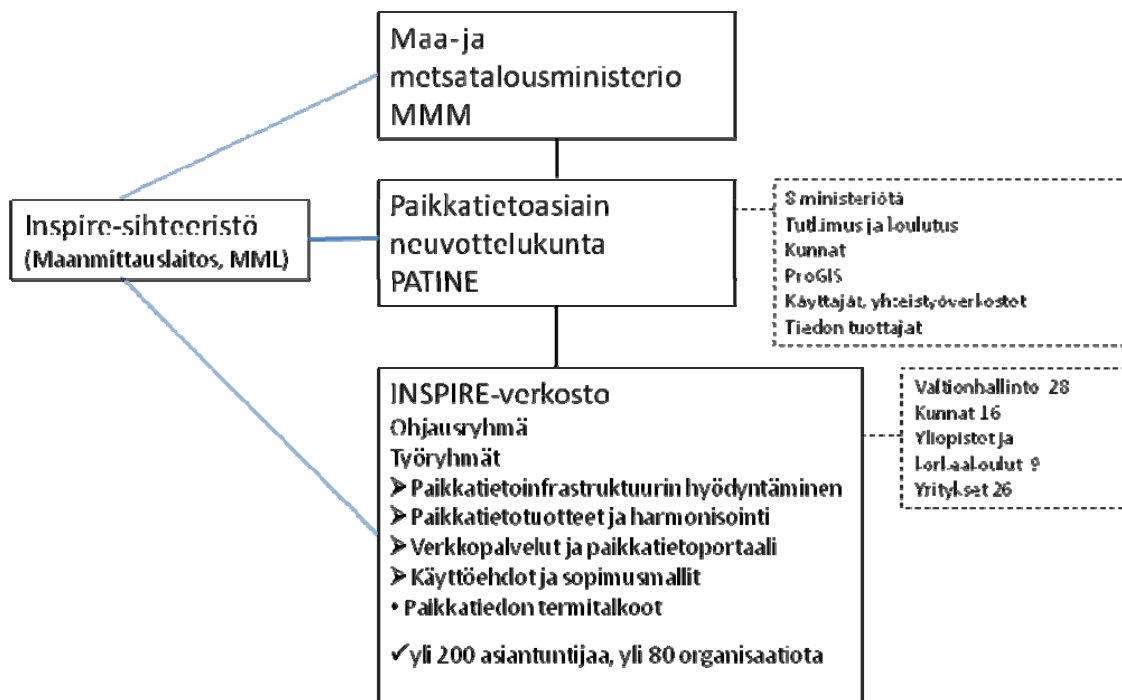 Maa- ja
metsätalousministeriö
MMM
Inspire-sihteeristö
(Maanmittauslaitos, MML)
Paikkatietoasiain
neuvottelukunta
PATINE
8 ministeriötä
Tutkimus ja koulutus
Kunnat
ProGIS
Käyttäjät, yhteistyöverkostot
Tiedon tuottajat
INSPIRE-verkosto
Ohjausryhmä
Työryhmät
➤ Paikkatietoinfrastruktuurin hyödyntäminen
➤ Paikkatietotuotteet ja harmonisointi
➤ Verkkopalvelut ja paikkatietoportaali
➤ Käyttöehdot ja sopimusmallit
• Paikkatiedon termitalkoot
✓ yli 200 asiantuntijaa, yli 80 organisaatiota
Valtionhallinto 28
Kunnat 16
Yliopistot ja
korkeakoulut 9
Yritykset 26